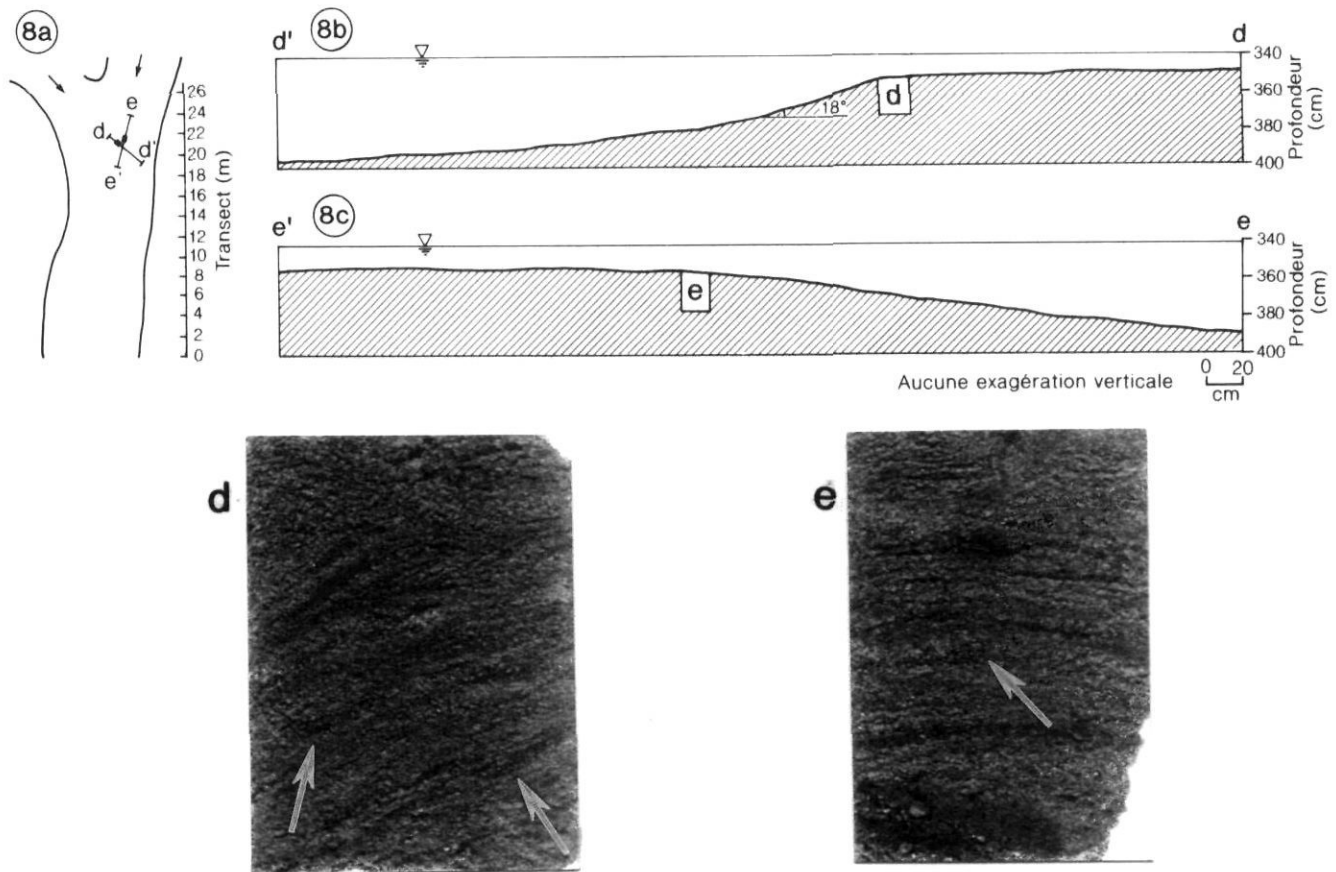 8a
26
24
22
20
18
16
14
12
10
8
6
4
2
0
Transect (m)
e
d
d'
e'
8b
d'
d
d
18°
340
360
380
400
Profondeur
(cm)
8c
e'
e
e
340
360
380
400
Profondeur
(cm)
Aucune exagération verticale
0 20
cm
d
e